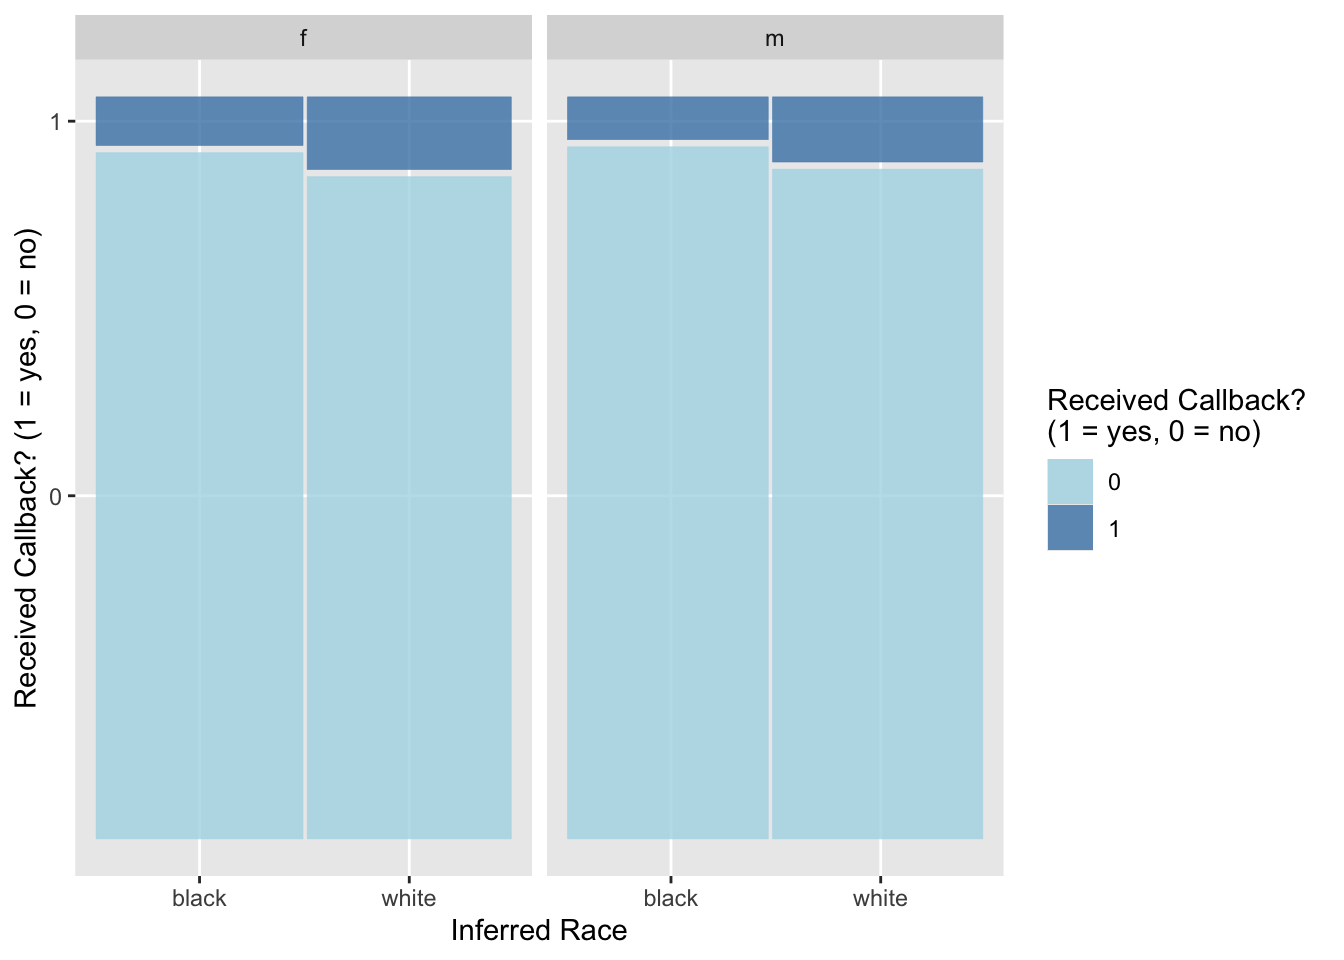 f
m
1
0
Received Callback? (1 = yes, 0 = no)
black
white
black
white
Inferred Race
Received Callback?
(1 = yes, 0 = no)
0
1